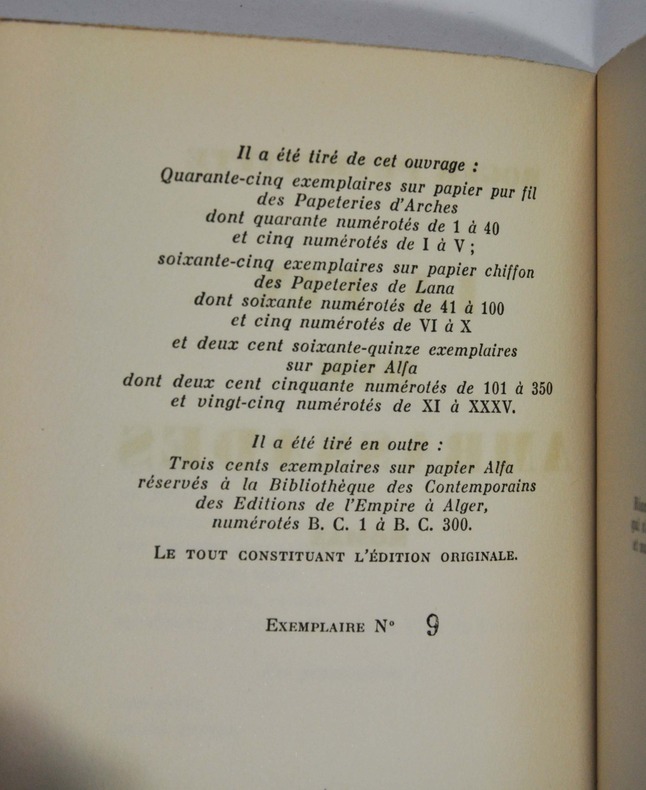 Il a été tiré de cet ouvrage :
Quarante-cinq exemplaires sur papier pur fil
des Papeteries d'Arches
dont quarante numérotés de 1 à 40
et cinq numérotés de I à V ;
soixante-cinq exemplaires sur papier chiffon
des Papeteries de Lana
dont soixante numérotés de 41 à 100
et cinq numérotés de VI à X
et deux cent soixante-quinze exemplaires
sur papier Alfa
dont deux cent cinquante numérotés de 101 à 350
et vingt-cinq numérotés de XI à XXXV.
Il a été tiré en outre :
Trois cents exemplaires sur papier Alfa
réservés à la Bibliothèque des Contemporains
des Editions de l'Empire à Alger,
numérotés B. C. 1 à B. C. 300.
LE TOUT CONSTITUANT L'ÉDITION ORIGINALE.
EXEMPLAIRE N° 9